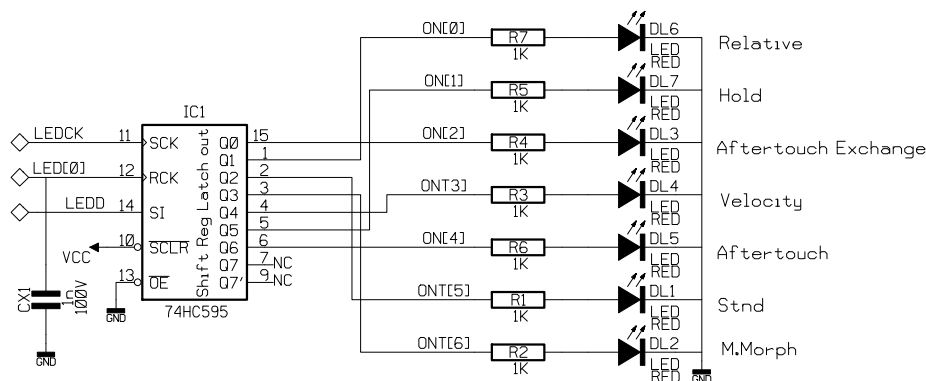 ON[0]
R7
1K
DL6
LED
RED
Relative
ON[1]
R5
1K
DL7
LED
RED
Hold
IC1
LEDCK
11
SCK
Q0
15
ON[2]
R4
1K
DL3
LED
RED
Aftertouch Exchange
Q1
1
LED[0]
12
RCK
Q2
2
ONT3]
R3
1K
DL4
LED
RED
Velocity
Q3
3
LEDD
14
SI
Q4
4
Q5
5
VCC
10
SCLR
Q6
6
ON[4]
R6
1K
DL5
LED
RED
Aftertouch
Q7
7
NC
13
OE
Q7'
9
NC
Shift Reg Latch out
74HC595
CX1
1n
100V
GND
GND
ONT[5]
R1
1K
DL1
LED
RED
Stnd
ONT[6]
R2
1K
DL2
LED
RED
M.Morph
GND